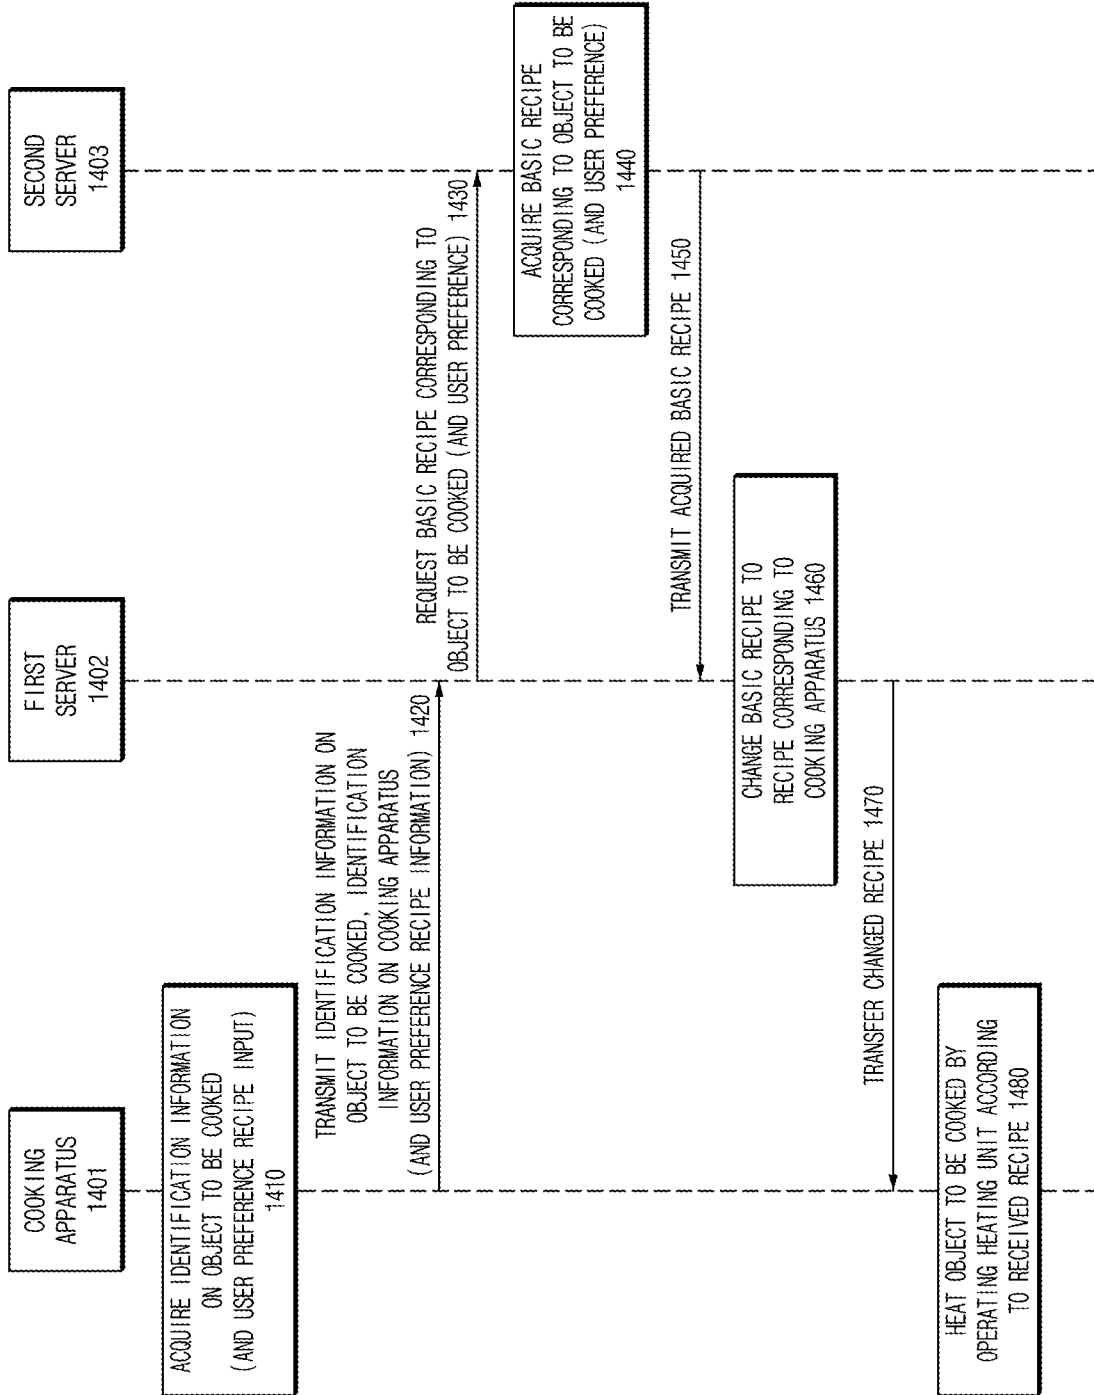 COOKING
APPARATUS
1401
FIRST
SERVER
1402
SECOND
SERVER
1403
ACQUIRE IDENTIFICATION INFORMATION
ON OBJECT TO BE COOKED
(AND USER PREFERENCE RECIPE INPUT)
1410
TRANSMIT IDENTIFICATION INFORMATION ON
OBJECT TO BE COOKED, IDENTIFICATION
INFORMATION ON COOKING APPARATUS
(AND USER PREFERENCE RECIPE INFORMATION) 1420
REQUEST BASIC RECIPE CORRESPONDING TO
OBJECT TO BE COOKED (AND USER PREFERENCE) 1430
ACQUIRE BASIC RECIPE
CORRESPONDING TO OBJECT TO BE
COOKED (AND USER PREFERENCE)
1440
TRANSMIT ACQUIRED BASIC RECIPE 1450
CHANGE BASIC RECIPE TO
RECIPE CORRESPONDING TO
COOKING APPARATUS 1460
TRANSFER CHANGED RECIPE 1470
HEAT OBJECT TO BE COOKED BY
OPERATING HEATING UNIT ACCORDING
TO RECEIVED RECIPE 1480